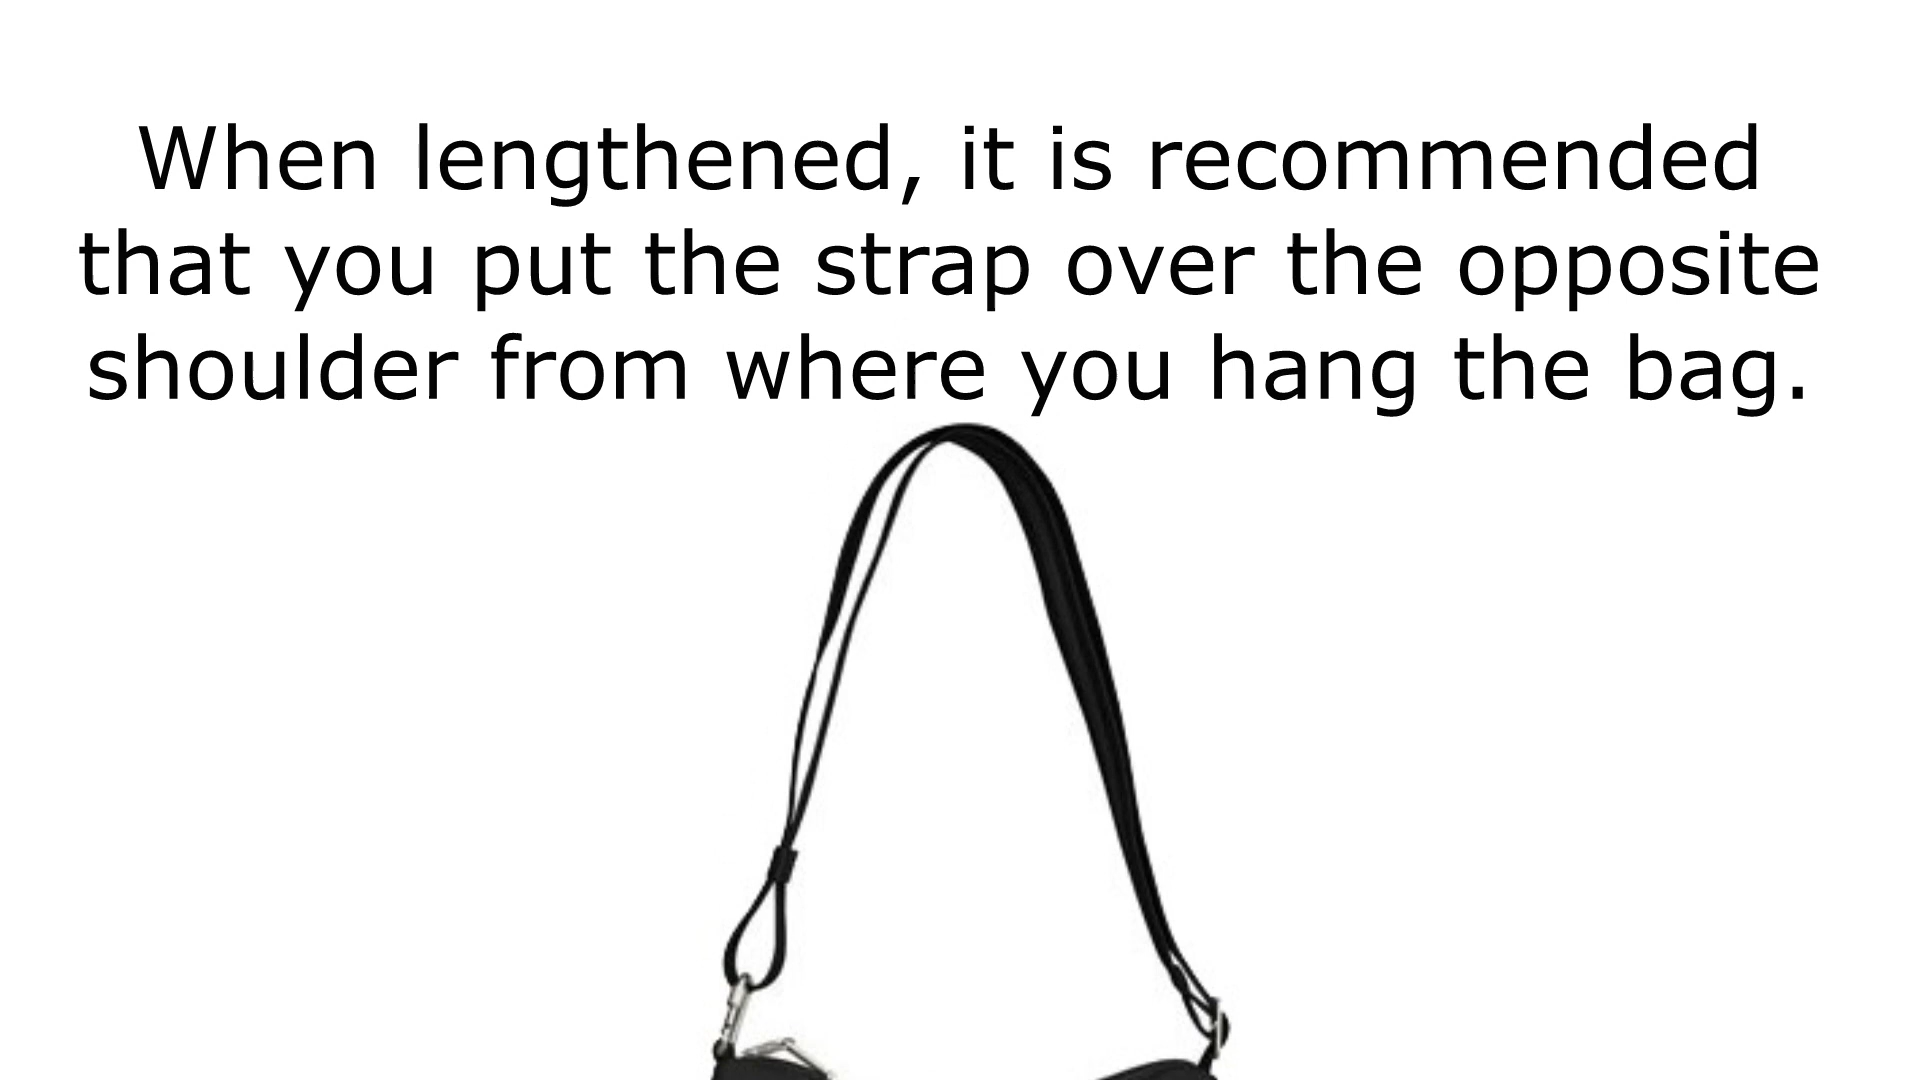 When lengthened, it is recommended
that you put the strap over the opposite
shoulder from where you hang the bag.